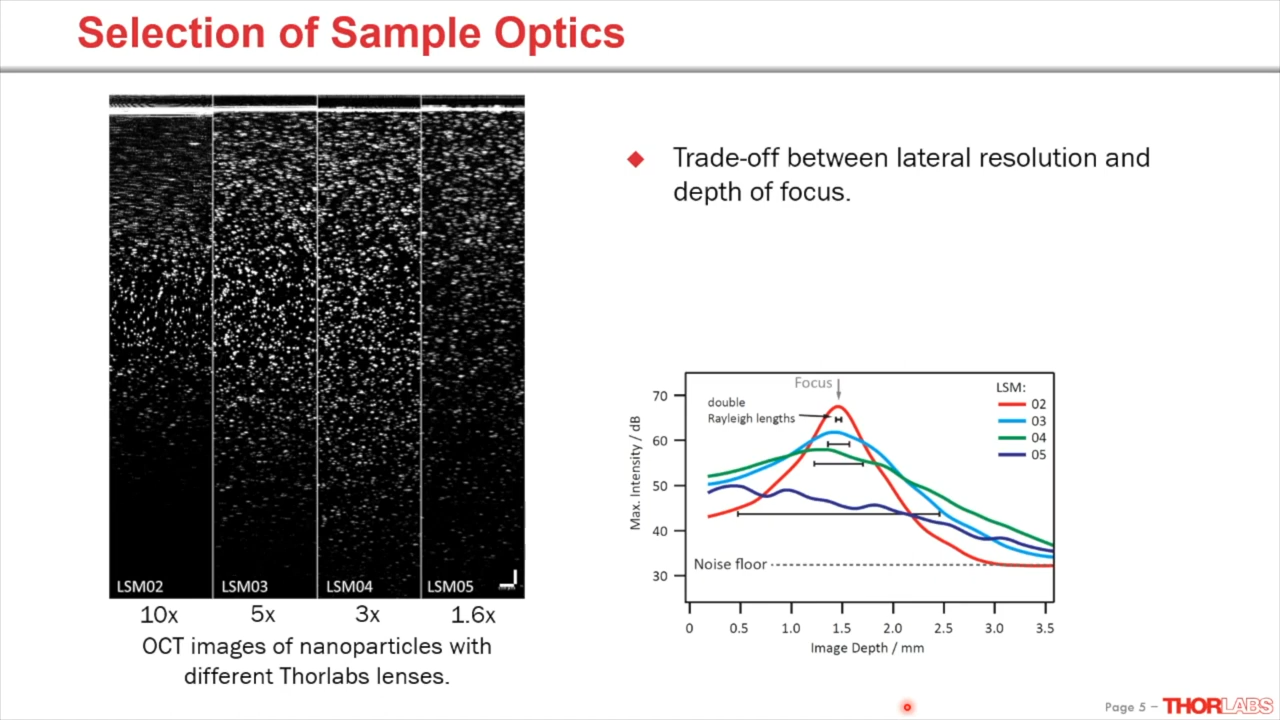 Selection of Sample Optics
LSM02
LSM03
LSM04
LSM05
10x
5x
3x
1.6x
OCT images of nanoparticles with
different Thorlabs lenses.
Trade-off between lateral resolution and
depth of focus.
Focus
double
Rayleigh lengths
LSM:
02
03
04
05
Max. Intensity / dB
70
60
50
40
30
Noise floor
0
0.5
1.0
1.5
2.0
2.5
3.0
3.5
Image Depth / mm
Page 5 – THORLABS